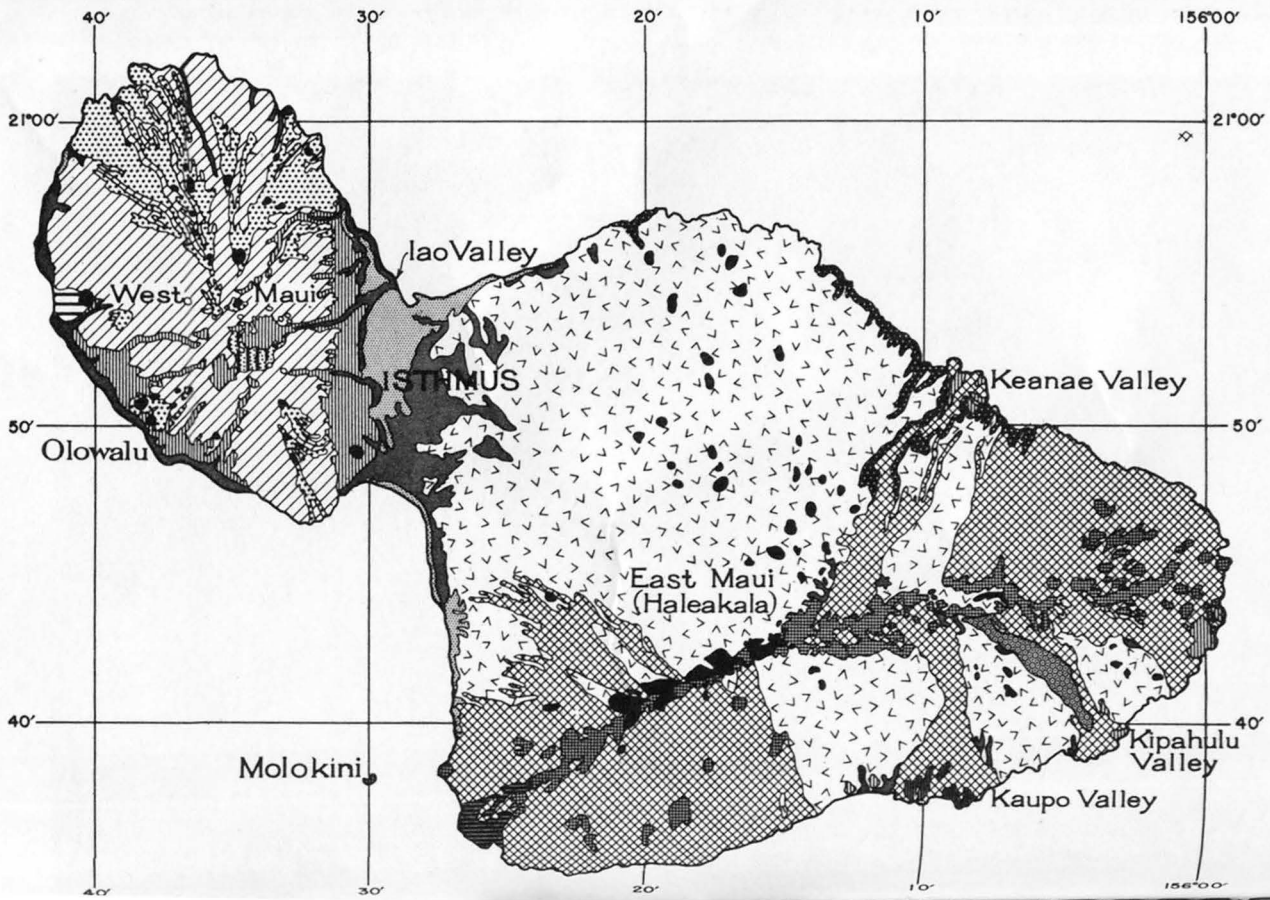 40′ 30′ 20′ 10′ 156°00′
21°00′ 21°00′
Iao Valley
West Maui
ISTHMUS
Keanae Valley
50′ 50′
Olowalu
East Maui
(Haleakala)
40′ 40′
Kipahulu
Valley
Molokini
Kaupo Valley
40′ 30′ 20′ 10′ 156°00′